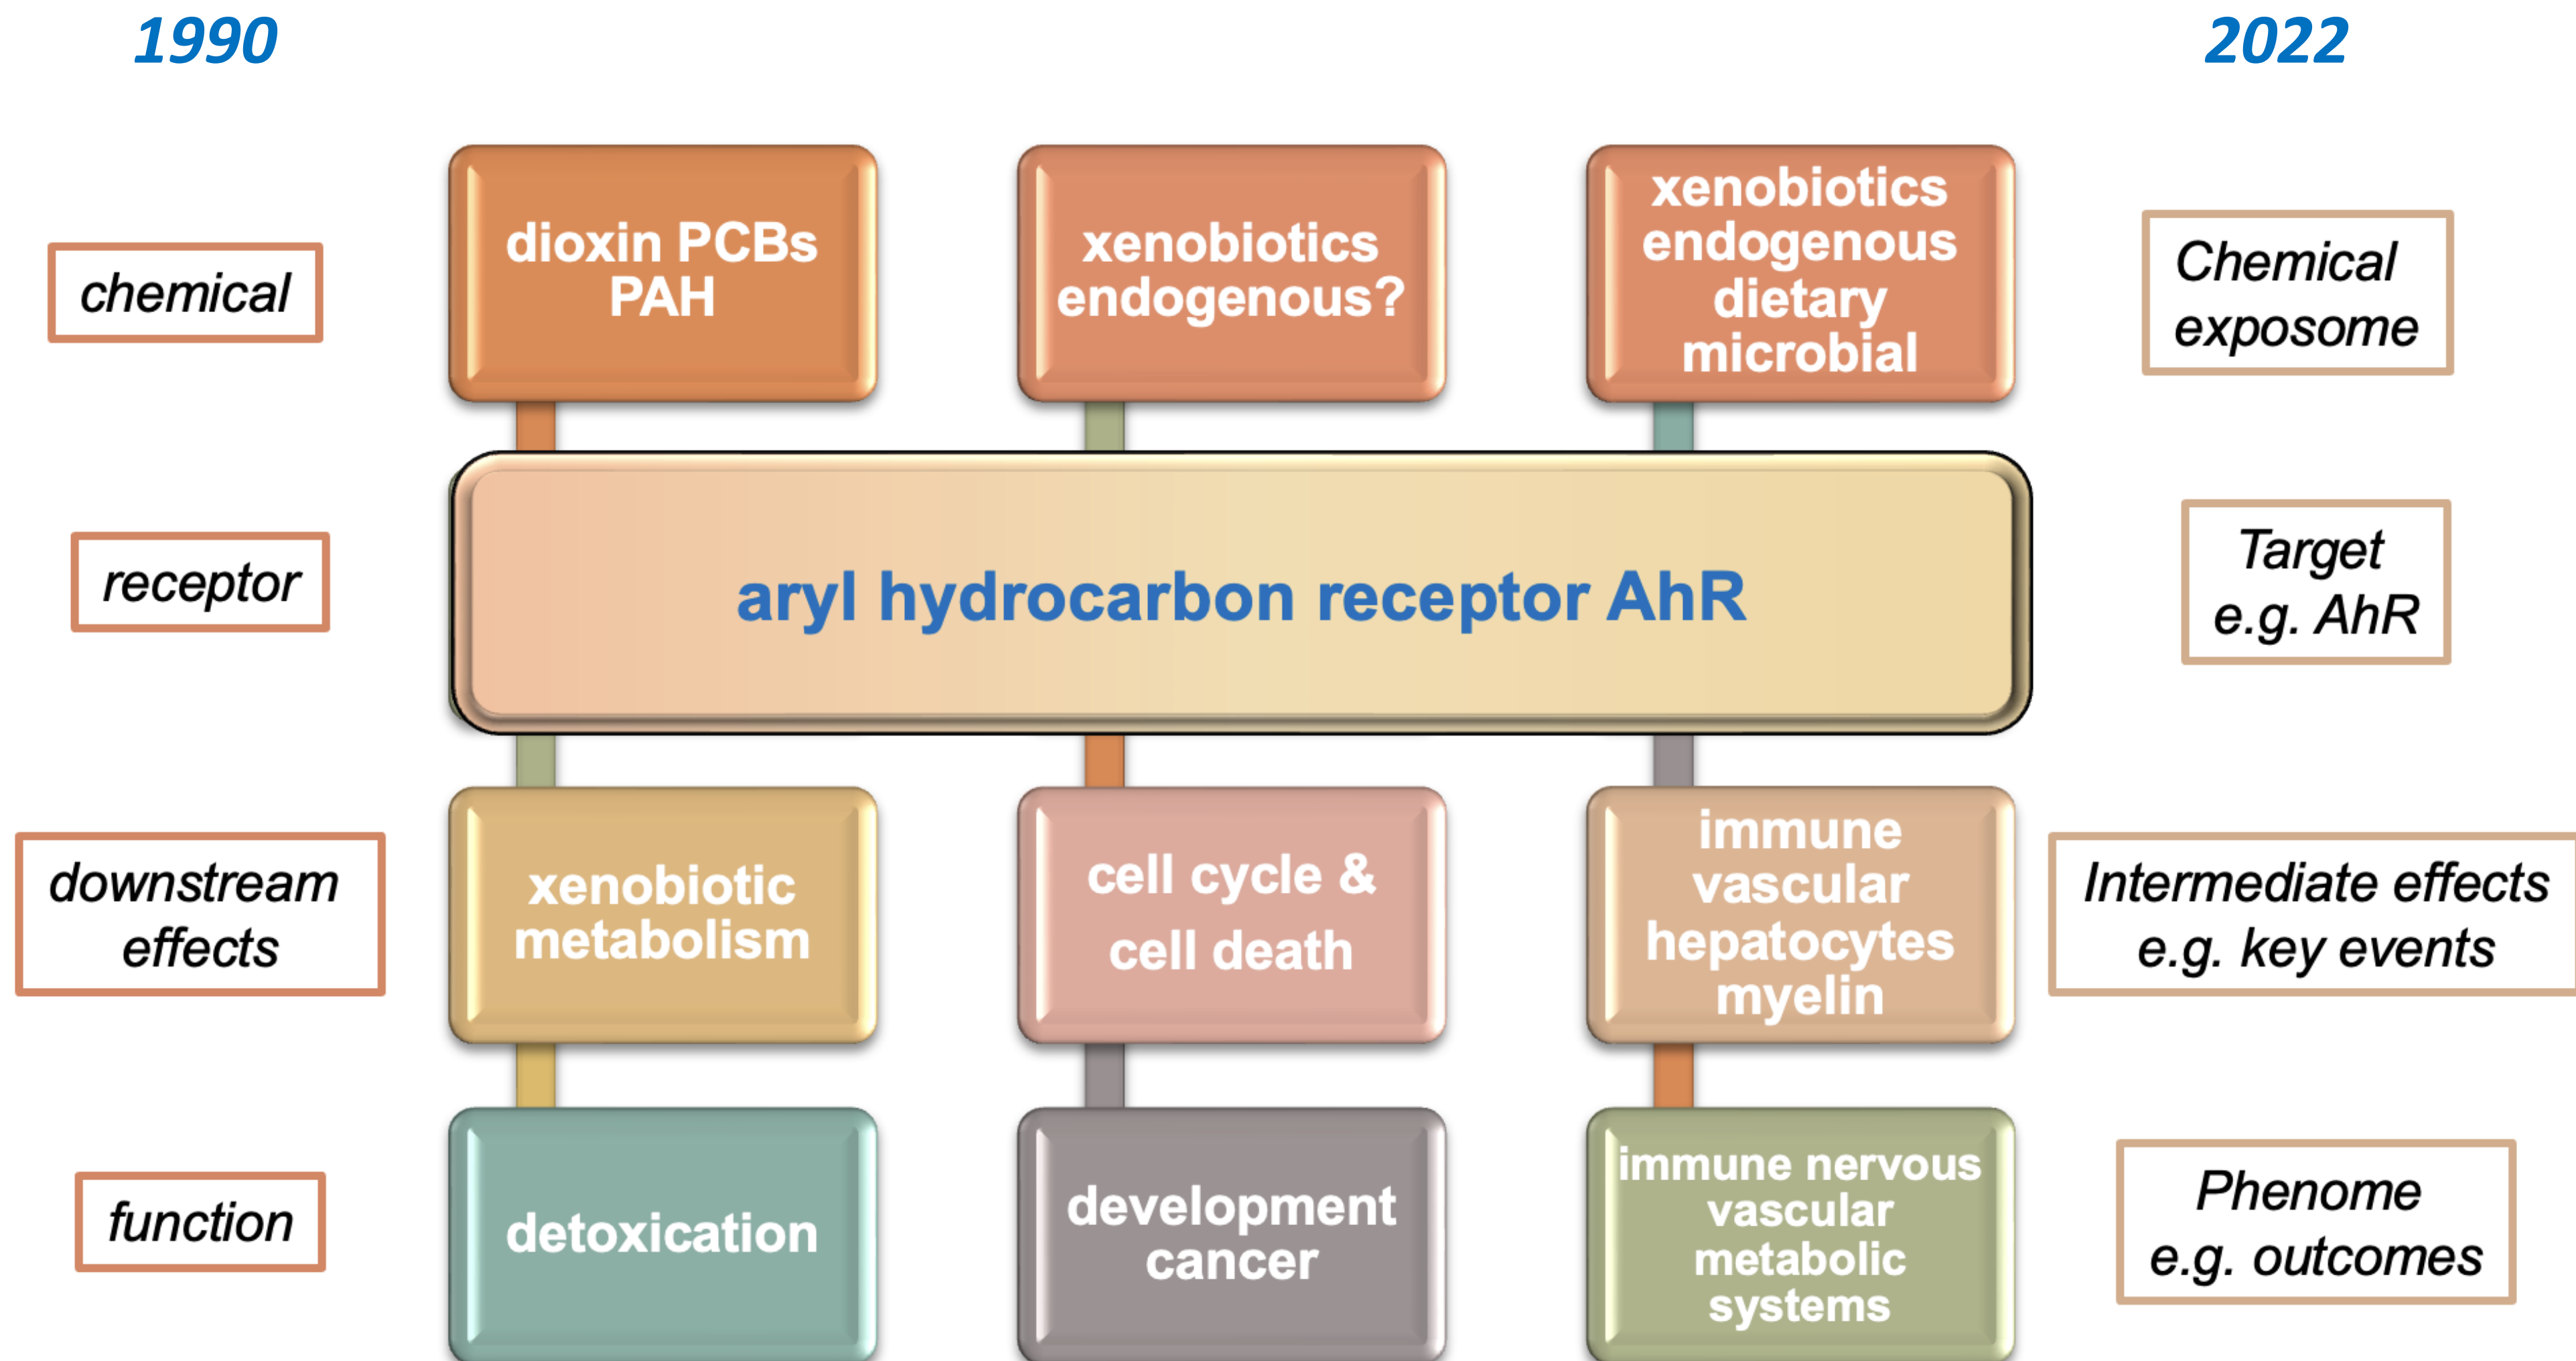 1990
2022
chemical
dioxin PCBs
PAH
xenobiotics
endogenous?
xenobiotics
endogenous
dietary
microbial
Chemical
exposome
receptor
aryl hydrocarbon receptor AhR
Target
e.g. AhR
downstream
effects
xenobiotic
metabolism
cell cycle &
cell death
immune
vascular
hepatocytes
myelin
Intermediate effects
e.g. key events
function
detoxication
development
cancer
immune nervous
vascular
metabolic
systems
Phenome
e.g. outcomes